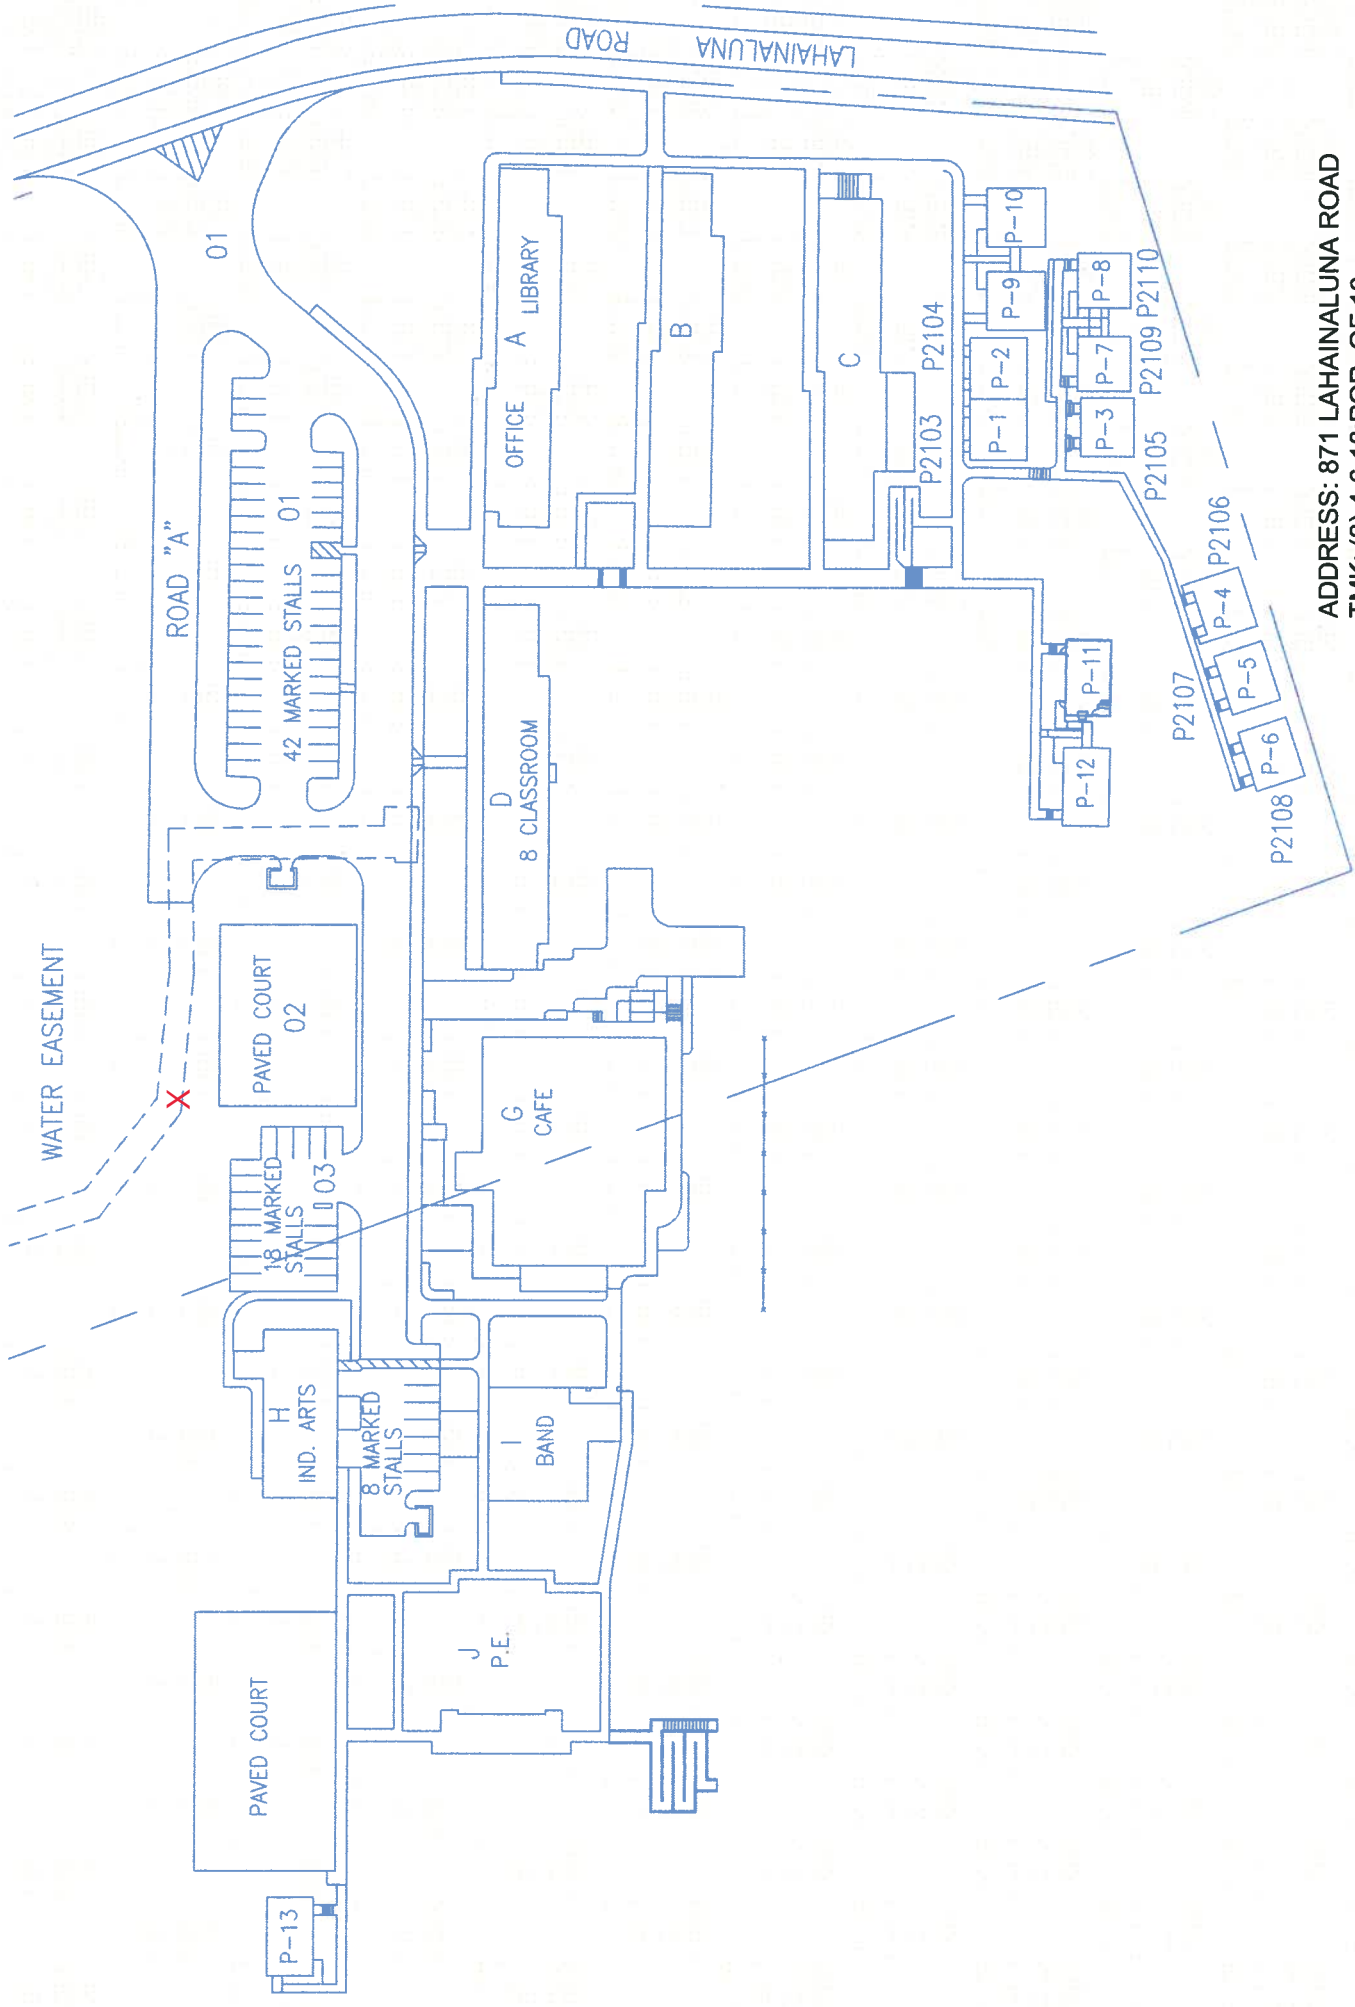 LAHAINALUNA ROAD
01
ROAD "A"
42 MARKED STALLS 01
WATER EASEMENT
X
PAVED COURT
02
18 MARKED
STALLS
03
A
OFFICE LIBRARY
B
C
D
8 CLASSROOM
G
CAFE
H
IND. ARTS
8 MARKED
STALLS
I
BAND
J
P.E.
PAVED COURT
P-13
P2103 P2104
P-1 P-2
P-9
P-10
P-3
P-7
P-8
P2105
P2109 P2110
P-4
P2106
P-5
P2107
P-6
P2108
P-11
P-12
ADDRESS: 871 LAHAINALUNA ROAD